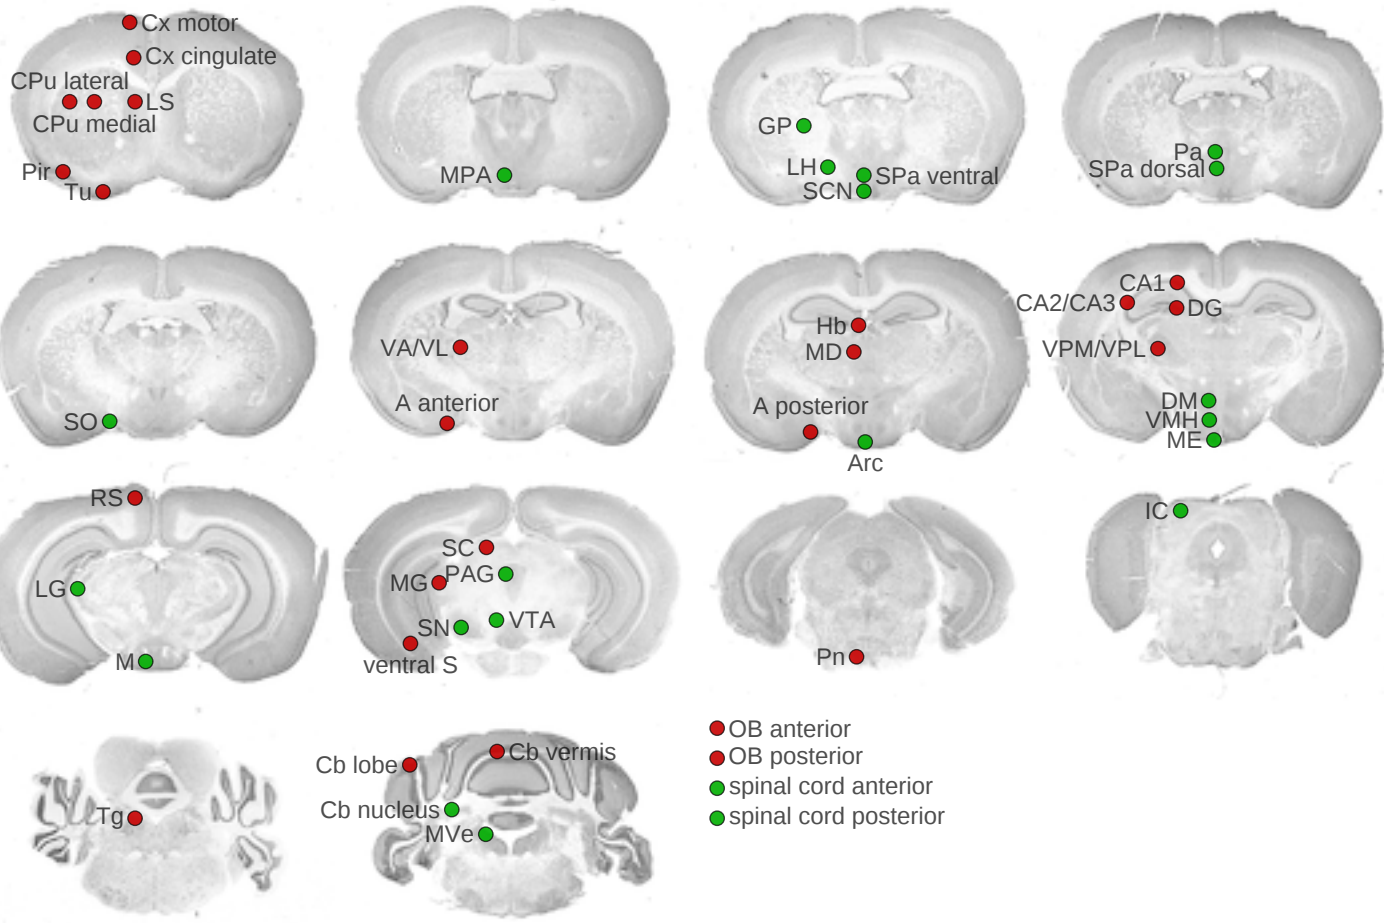 Cx motor
Cx cingulate
CPu lateral
LS
CPu medial
Pir
Tu
MPA
GP
LH
SPa ventral
SCN
Pa
SPa dorsal
SO
VA/VL
A anterior
Hb
MD
A posterior
Arc
CA1
CA2/CA3
DG
VPM/VPL
DM
VMH
ME
RS
LG
M
SC
MG
PAG
SN
VTA
ventral S
Pn
IC
Tg
Cb lobe
Cb vermis
Cb nucleus
MVe
OB anterior
OB posterior
spinal cord anterior
spinal cord posterior